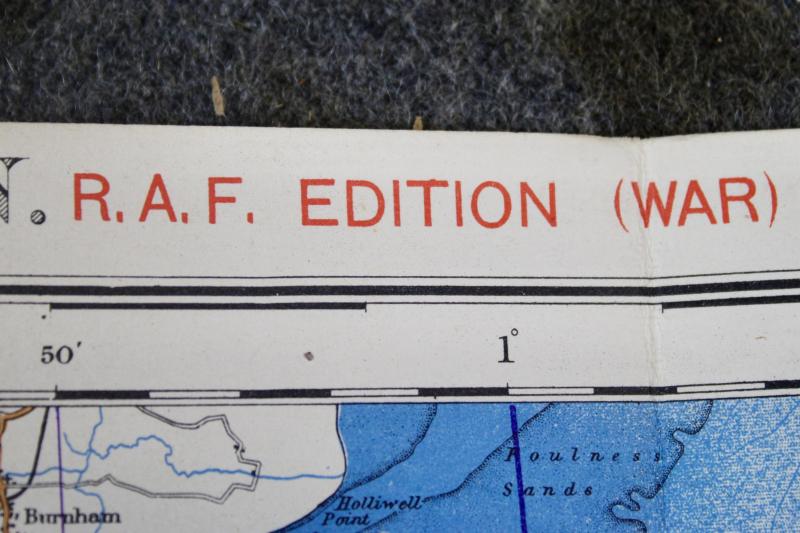 N. R.A.F. EDITION (WAR)
50′ 1°
Foulness
Sands
Holliwell
Point
Burnham